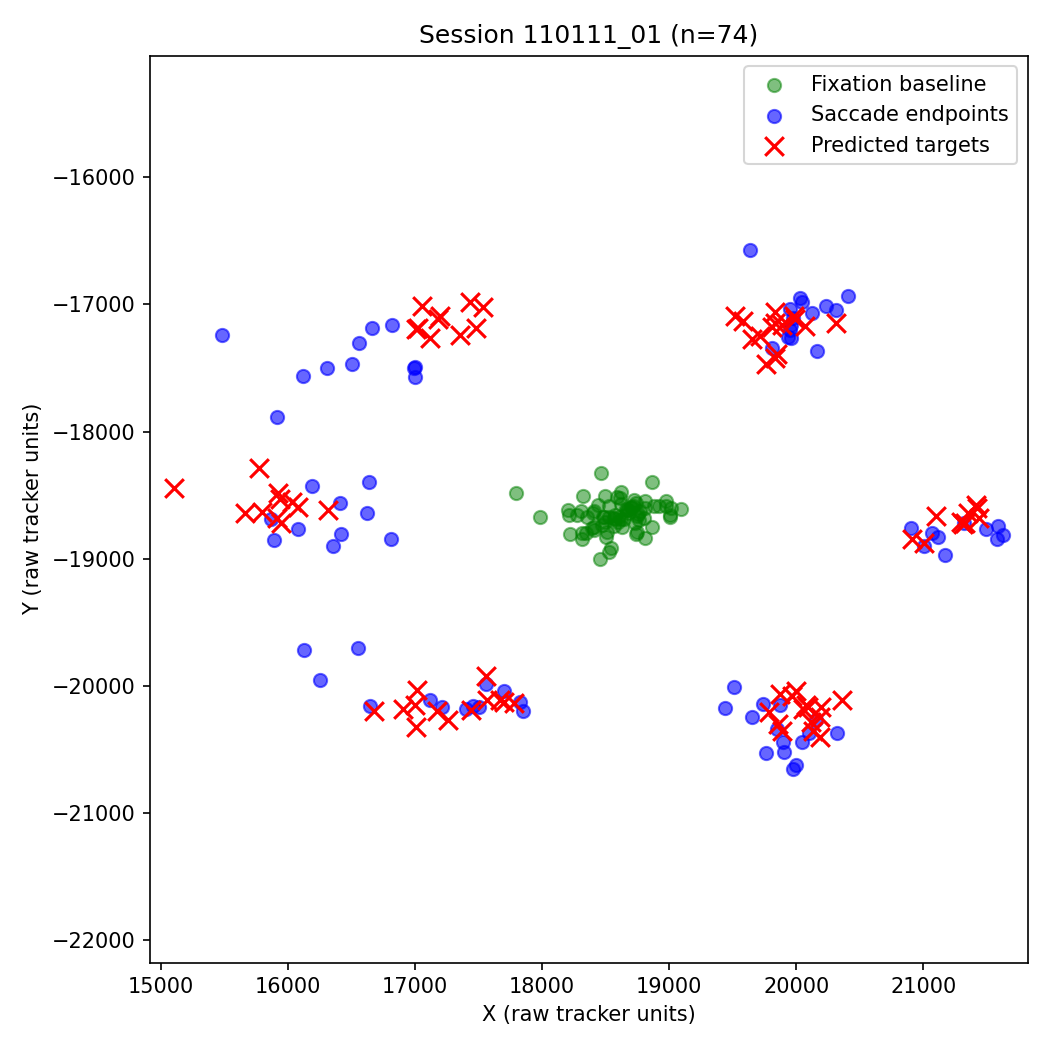 Session 110111_01 (n=74)
Fixation baseline
Saccade endpoints
Predicted targets
−16000
−17000
−18000
−19000
−20000
−21000
−22000
Y (raw tracker units)
15000 16000 17000 18000 19000 20000 21000
X (raw tracker units)